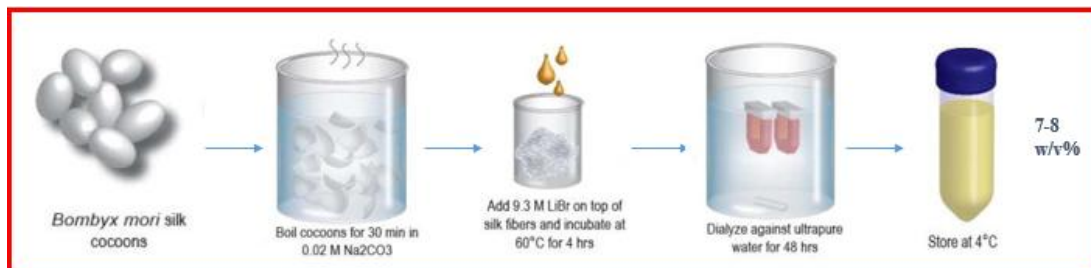 Bombyx mori silk
cocoons
Boil cocoons for 30 min in
0.02 M Na2CO3
Add 9.3 M LiBr on top of
silk fibers and incubate at
60°C for 4 hrs
Dialyze against ultrapure
water for 48 hrs
Store at 4°C
7-8
w/v%